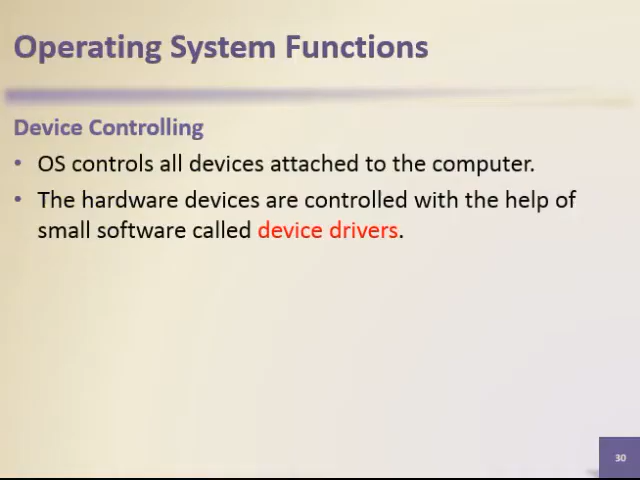 Operating System Functions
Device Controlling
• OS controls all devices attached to the computer.
• The hardware devices are controlled with the help of
small software called device drivers.
30